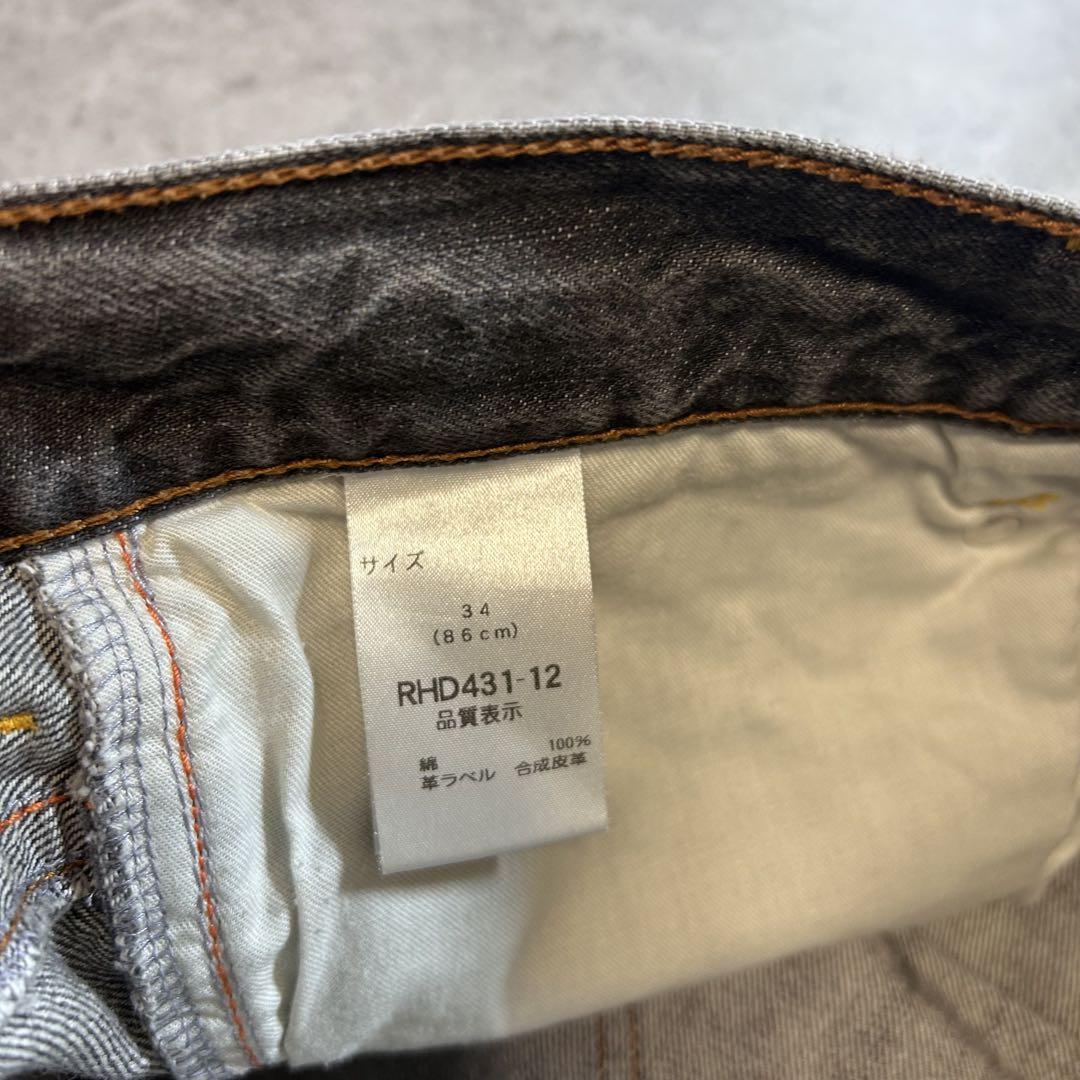 サイズ
34
(86cm)
RHD431-12
品質表示
綿 100%
革ラベル 合成皮革